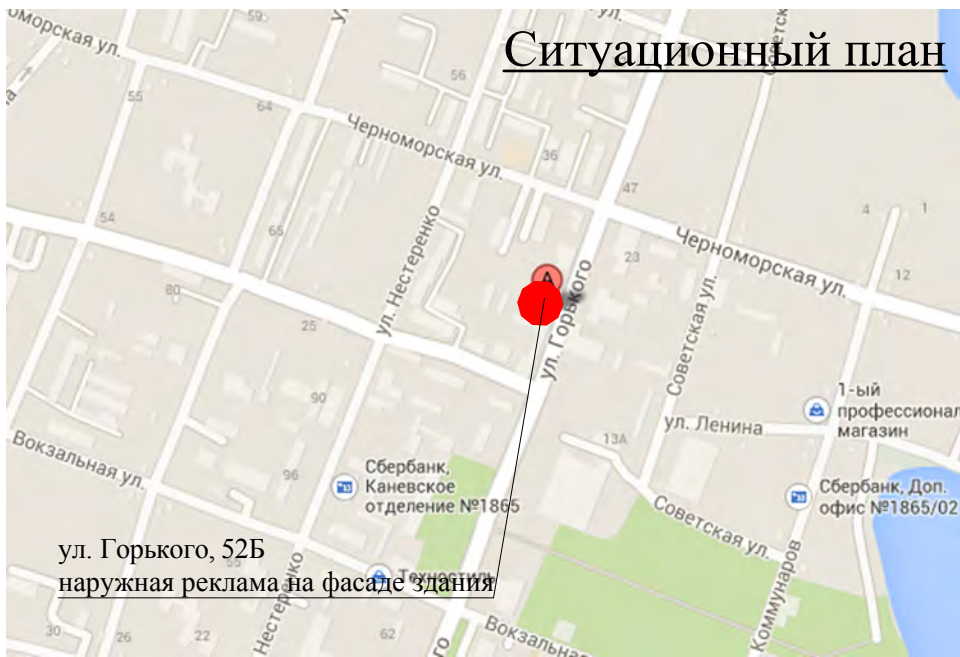 Ситуационный план
59
56
55
64
Черноморская ул.
36
47
4
1
54
65
ул. Нестеренко
Черноморская ул.
23
12
A
80
25
ул. Горького
Советская ул.
90
1-ый
профессионал
магазин
ул. Ленина
13А
Вокзальная ул.
96
Сбербанк,
Каневское
отделение №1865
Сбербанк, Доп.
офис №1865/02
Советская ул.
ул. Горького, 52Б
55
наружная реклама на фасаде здания
Техностиль
Нестеренко
Коммунаров
30
26
22
62
Вокзальная ул.